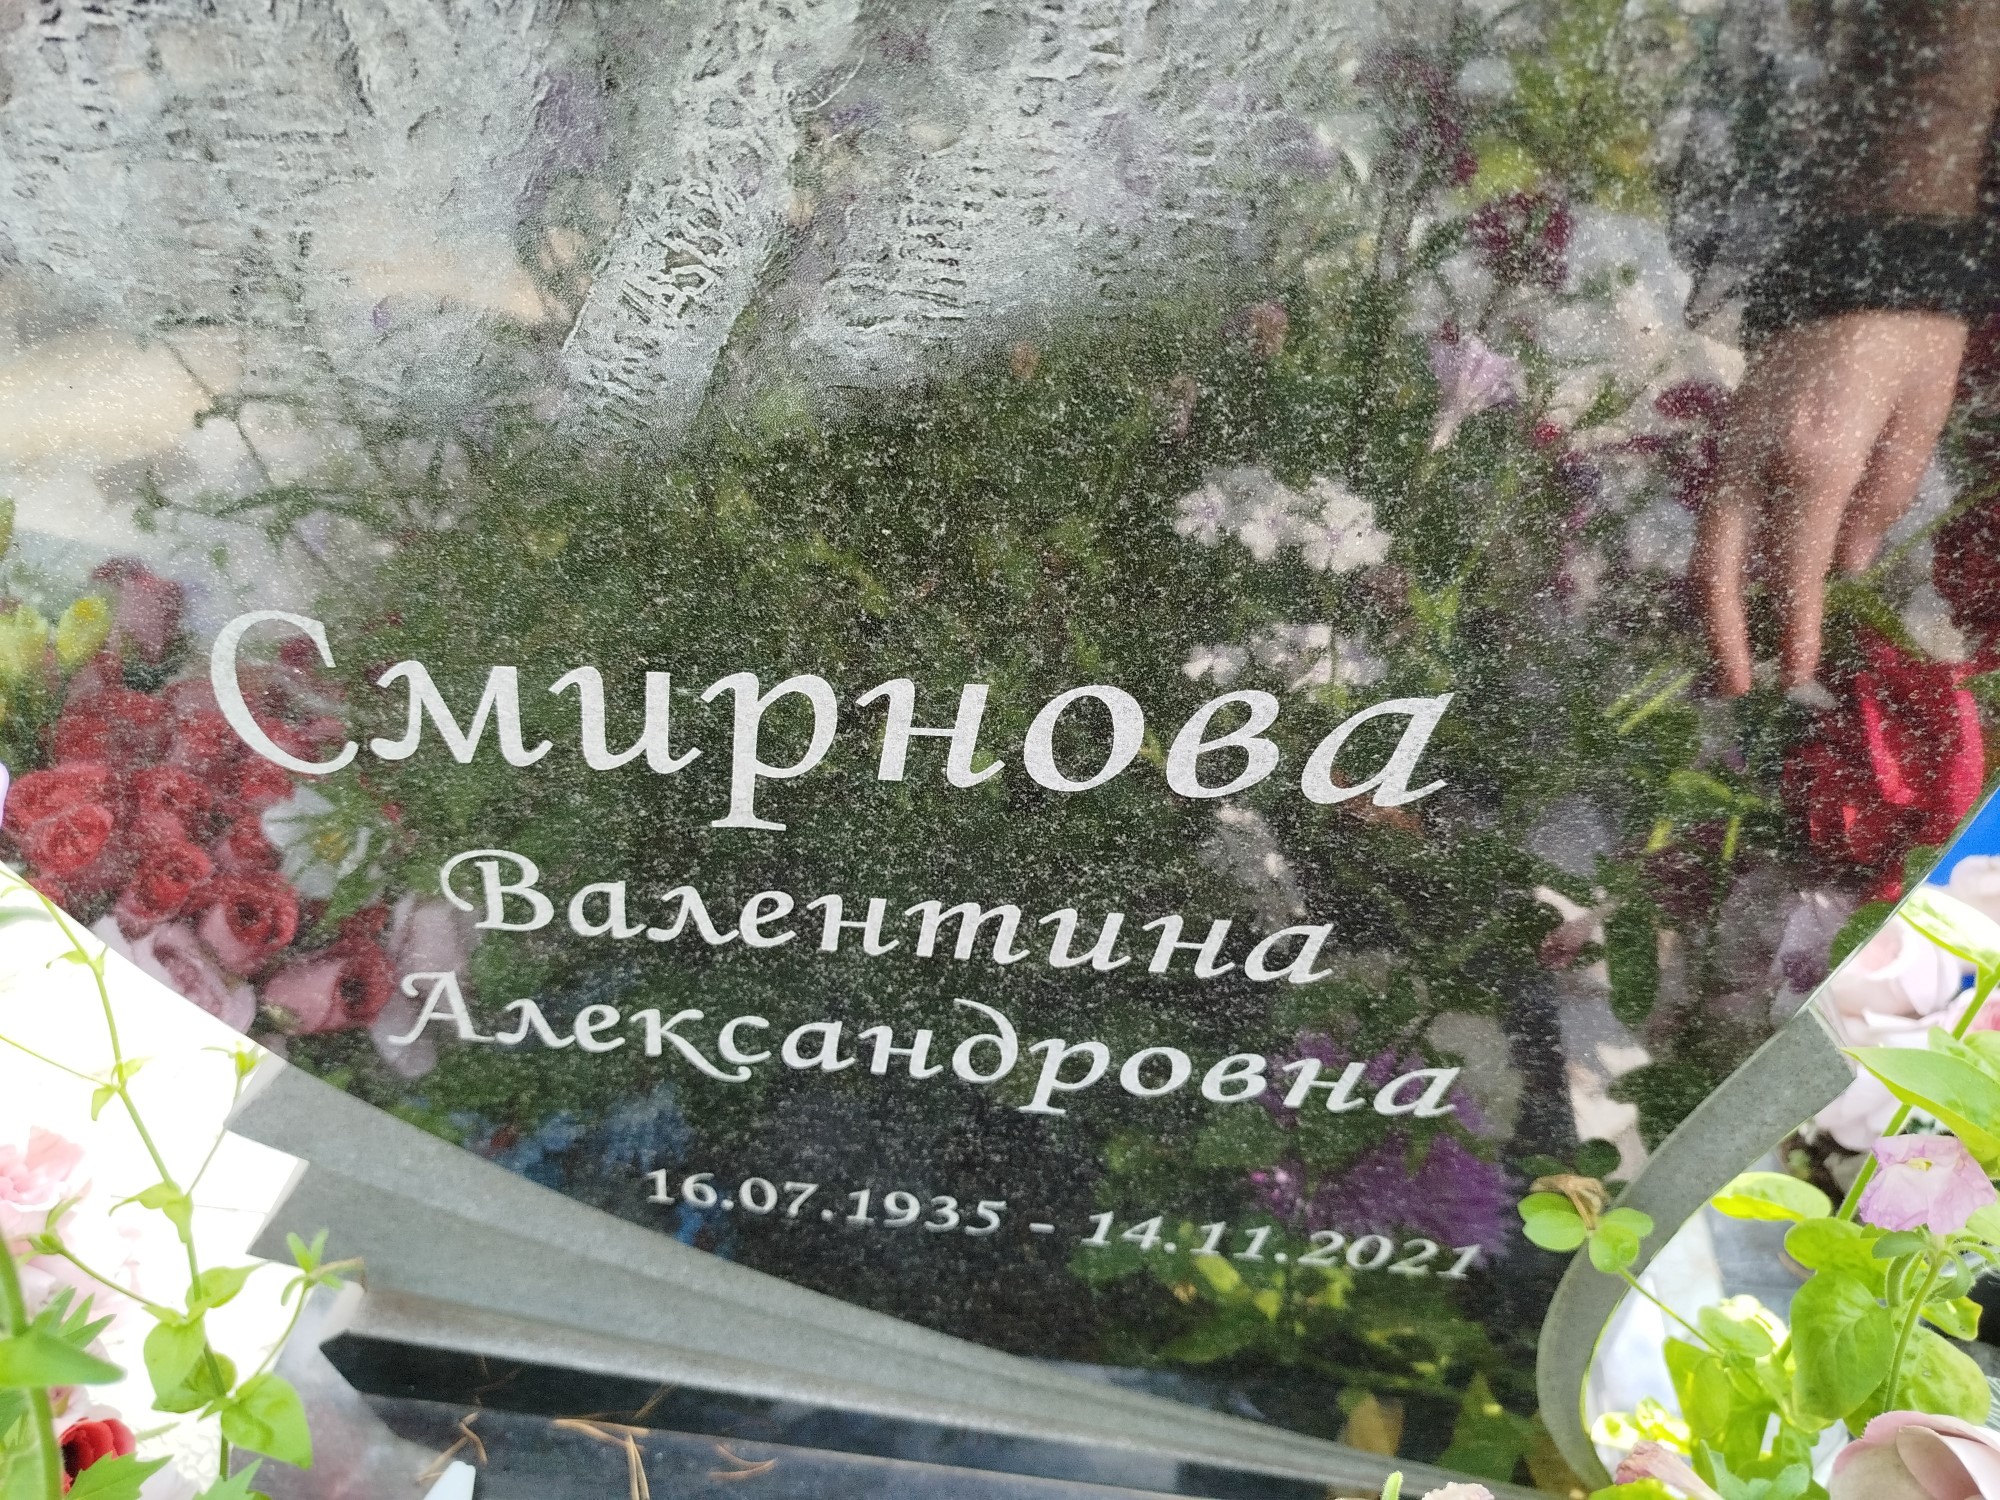 Смирнова
Валентина
Александровна
16.07.1935 - 14.11.2021